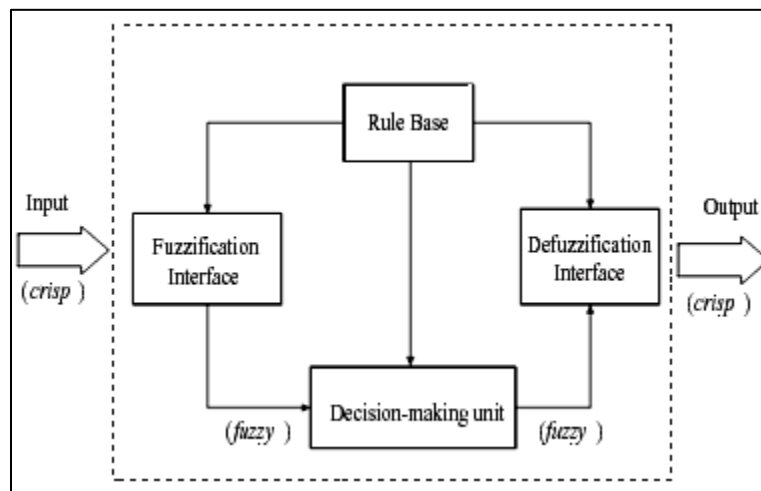 Rule Base
Input
(crisp )
Fuzzification
Interface
Defuzzification
Interface
Output
(crisp )
Decision-making unit
(fuzzy )
(fuzzy )